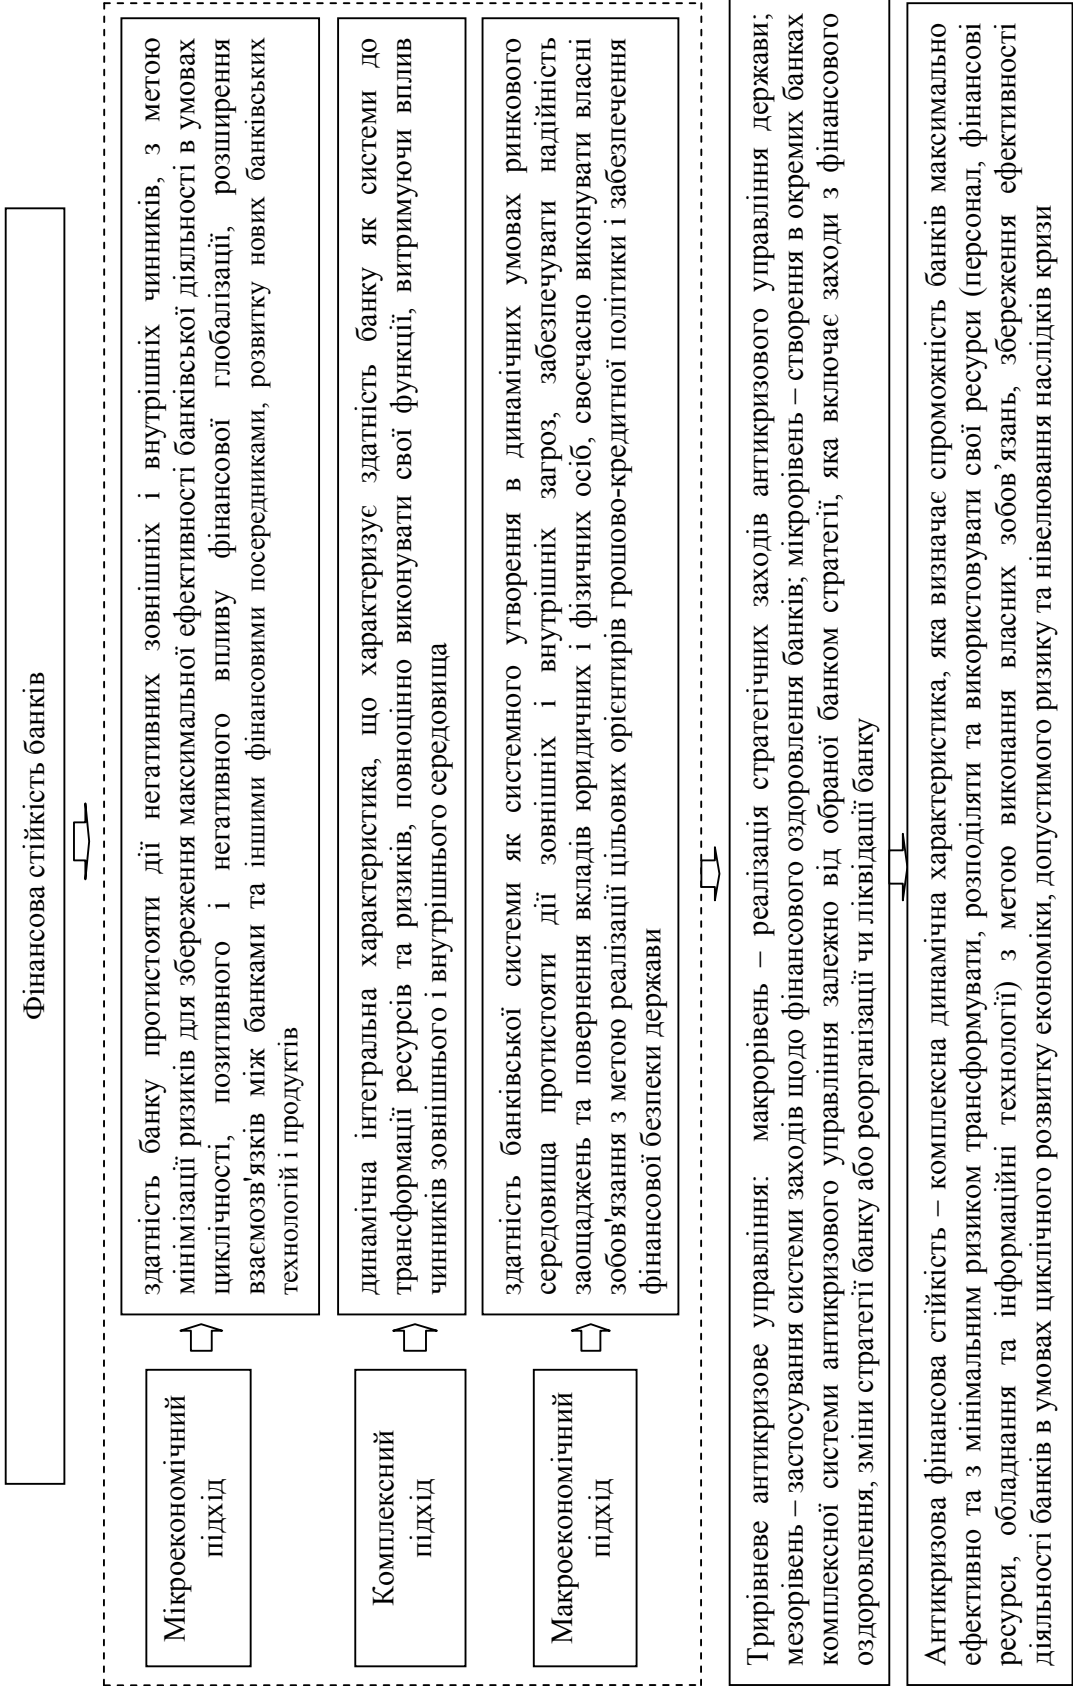 Фінансова стійкість банків
Мікроекономічний
підхід
здатність банку протистояти дії негативних зовнішніх і внутрішніх чинників, з метою
мінімізації ризиків для збереження максимальної ефективності банківської діяльності в умовах
циклічності, позитивного і негативного впливу фінансової глобалізації, розширення
взаємозв'язків між банками та іншими фінансовими посередниками, розвитку нових банківських
технологій і продуктів
Комплексний
підхід
динамічна інтегральна характеристика, що характеризує здатність банку як системи до
трансформації ресурсів та ризиків, повноцінно виконувати свої функції, витримуючи вплив
чинників зовнішнього і внутрішнього середовища
Макроекономічний
підхід
здатність банківської системи як системного утворення в динамічних умовах ринкового
середовища протистояти дії зовнішніх і внутрішніх загроз, забезпечувати надійність
заощаджень та повернення вкладів юридичних і фізичних осіб, своєчасно виконувати власні
зобов'язання з метою реалізації цільових орієнтирів грошово-кредитної політики і забезпечення
фінансової безпеки держави
Трирівневе антикризове управління: макрорівень – реалізація стратегічних заходів антикризового управління держави;
мезорівень – застосування системи заходів щодо фінансового оздоровлення банків; мікрорівень – створення в окремих банках
комплексної системи антикризового управління залежно від обраної банком стратегії, яка включає заходи з фінансового
оздоровлення, зміни стратегії банку або реорганізації чи ліквідації банку
Антикризова фінансова стійкість – комплексна динамічна характеристика, яка визначає спроможність банків максимально
ефективно та з мінімальним ризиком трансформувати, розподіляти та використовувати свої ресурси (персонал, фінансові
ресурси, обладнання та інформаційні технології) з метою виконання власних зобов’язань, збереження ефективності
діяльності банків в умовах циклічного розвитку економіки, допустимого ризику та нівелювання наслідків кризи